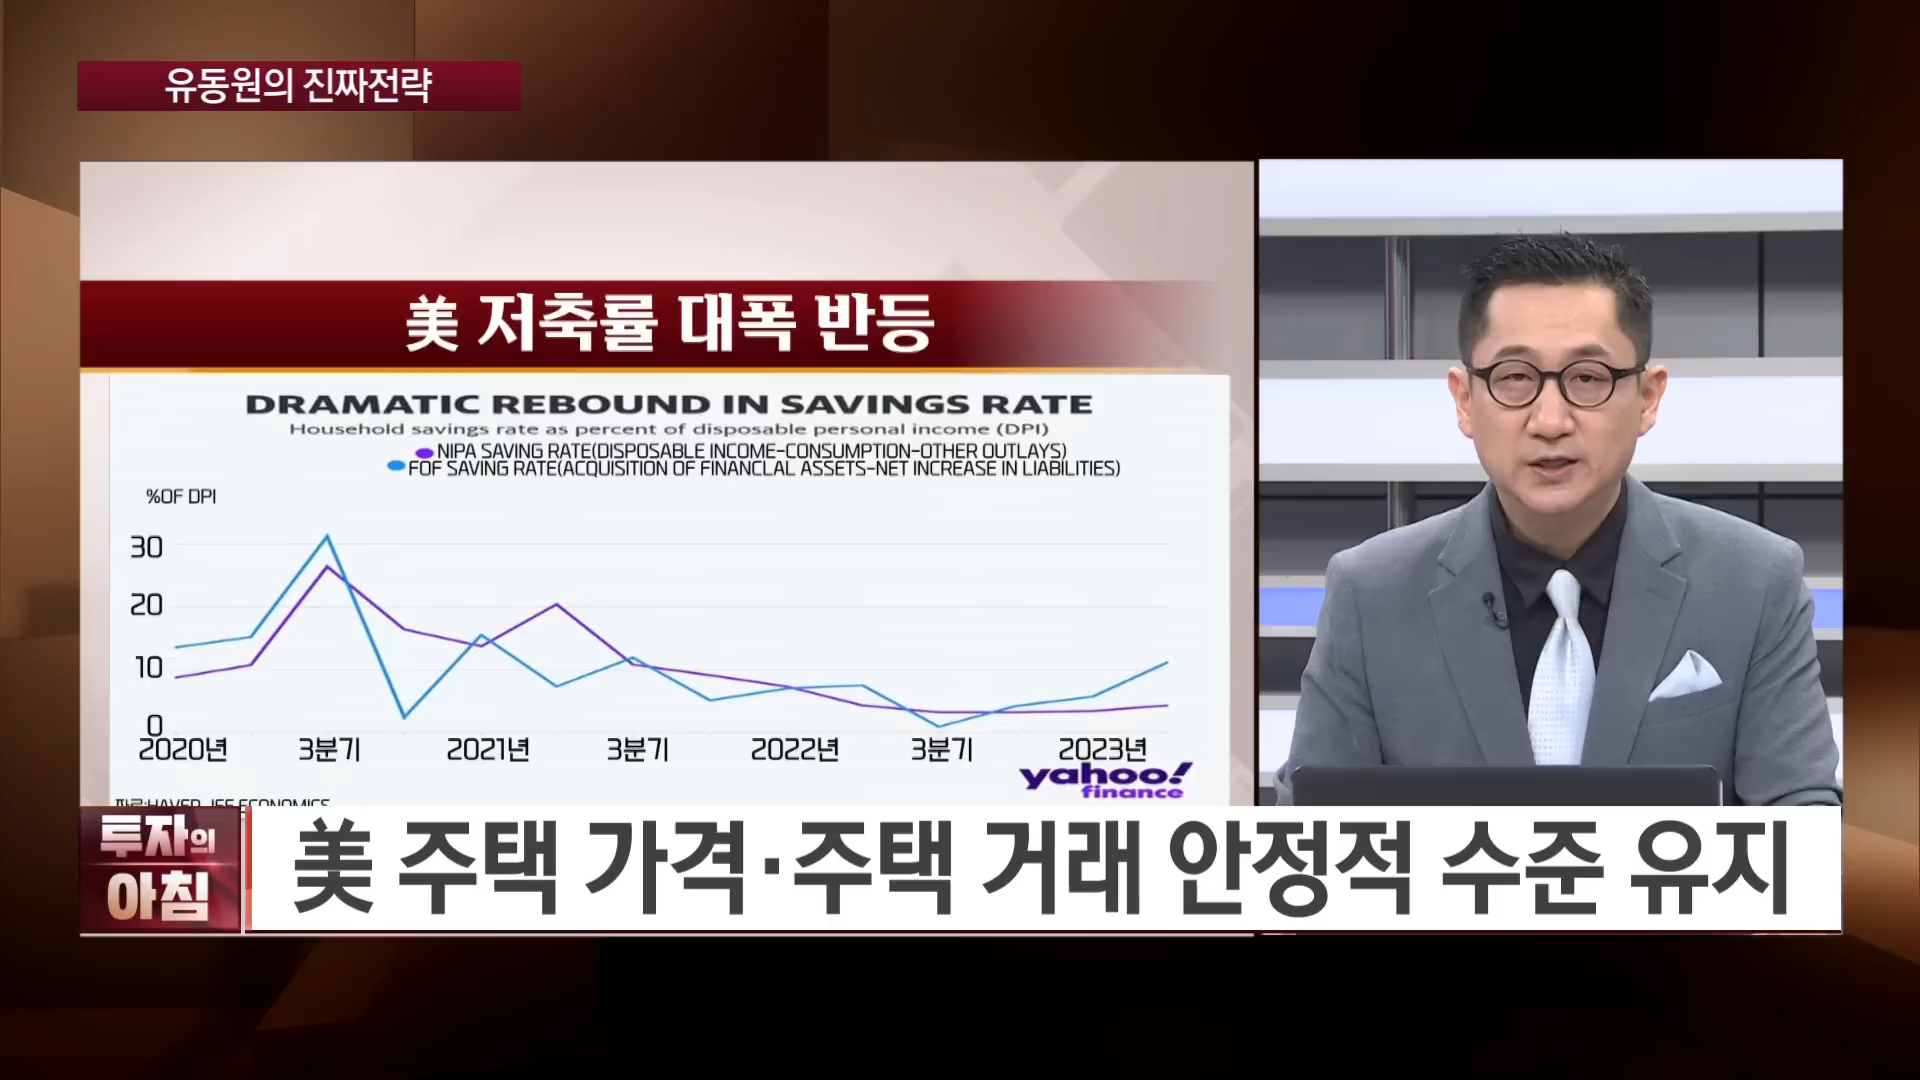 유동원의 진짜전략
美 저축률 대폭 반등
DRAMATIC REBOUND IN SAVINGS RATE
Household savings rate as percent of disposable personal income (DPI)
NIPA SAVING RATE(DISPOSABLE INCOME-CONSUMPTION-OTHER OUTLAYS)
FOF SAVING RATE(ACQUISITION OF FINANCLAL ASSETS-NET INCREASE IN LIABILITIES)
%OF DPI
30
20
10
0
2020년 3분기 2021년 3분기 2022년 3분기 2023년
yahoo!
finance
자료:HAVER, JEF ECONOMICS
투자의
아침
美 주택 가격·주택 거래 안정적 수준 유지